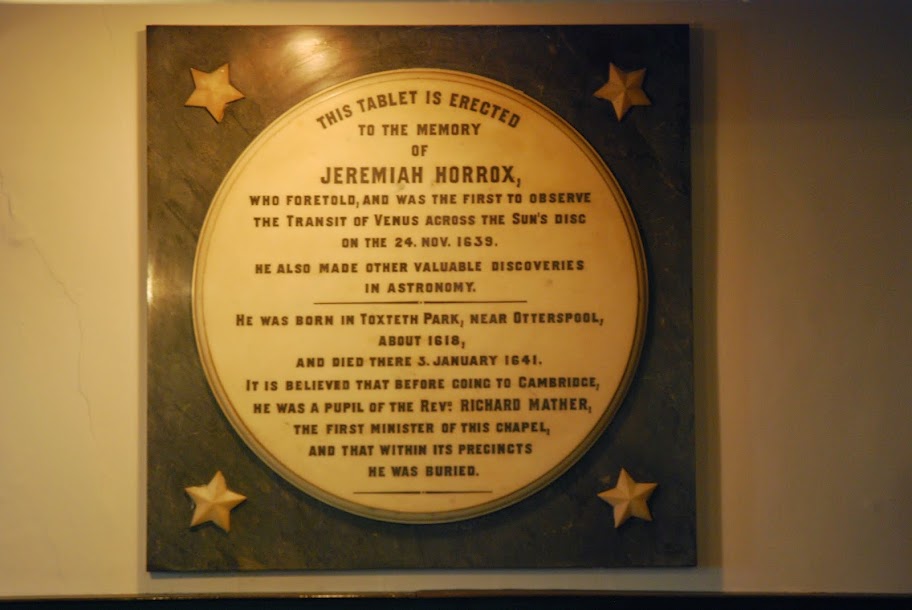 THIS TABLET IS ERECTED
TO THE MEMORY
OF
JEREMIAH HORROX,
WHO FORETOLD, AND WAS THE FIRST TO OBSERVE
THE TRANSIT OF VENUS ACROSS THE SUN'S DISC
ON THE 24. NOV. 1639.
HE ALSO MADE OTHER VALUABLE DISCOVERIES
IN ASTRONOMY.
HE WAS BORN IN TOXTETH PARK, NEAR OTTERSPOOL,
ABOUT 1618,
AND DIED THERE 3. JANUARY 1641.
IT IS BELIEVED THAT BEFORE GOING TO CAMBRIDGE,
HE WAS A PUPIL OF THE REVD. RICHARD MATHER,
THE FIRST MINISTER OF THIS CHAPEL,
AND THAT WITHIN ITS PRECINCTS
HE WAS BURIED.